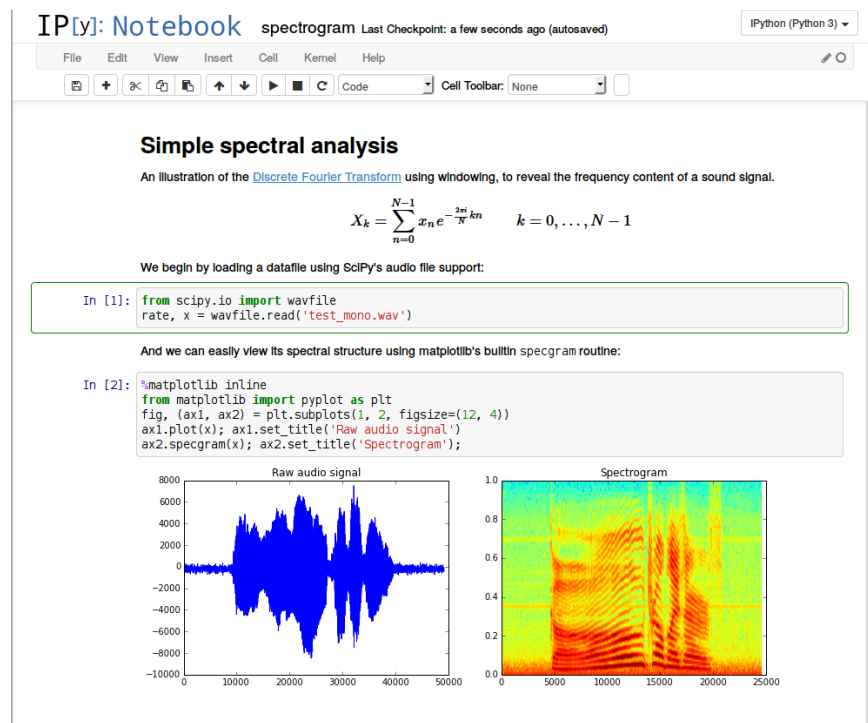 IP[y]: Notebook spectrogram Last Checkpoint: a few seconds ago (autosaved) IPython (Python 3)
File Edit View Insert Cell Kernel Help
Code Cell Toolbar: None
Simple spectral analysis
An illustration of the Discrete Fourier Transform using windowing, to reveal the frequency content of a sound signal.
X_k = \sum_{n=0}^{N-1} x_n e^{-\frac{2\pi i}{N} kn} k = 0, . . . , N − 1
We begin by loading a datafile using SciPy's audio file support:
In [1]: from scipy.io import wavfile
rate, x = wavfile.read('test_mono.wav')
And we can easily view its spectral structure using matplotlib's builtin specgram routine:
In [2]: %matplotlib inline
from matplotlib import pyplot as plt
fig, (ax1, ax2) = plt.subplots(1, 2, figsize=(12, 4))
ax1.plot(x); ax1.set_title('Raw audio signal')
ax2.specgram(x); ax2.set_title('Spectrogram');
Raw audio signal
8000
6000
4000
2000
0
−2000
−4000
−6000
−8000
−10000
0 10000 20000 30000 40000 50000
Spectrogram
1.0
0.8
0.6
0.4
0.2
0.0
0 5000 10000 15000 20000 25000